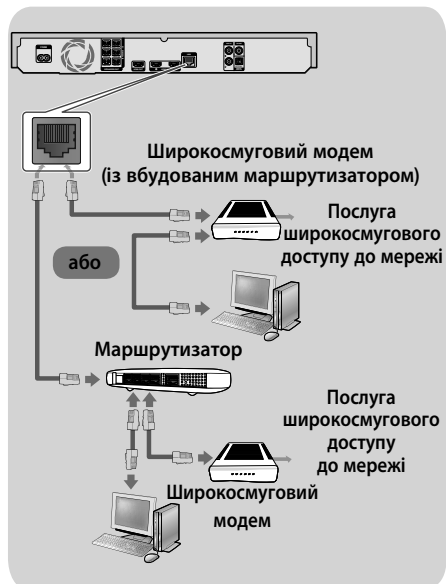 Широкосмуговий модем
(із вбудованим маршрутизатором)
Послуга
широкосмугового
доступу до мережі
або
Маршрутизатор
Послуга
широкосмугового
доступу
до мережі
Широкосмуговий
модем